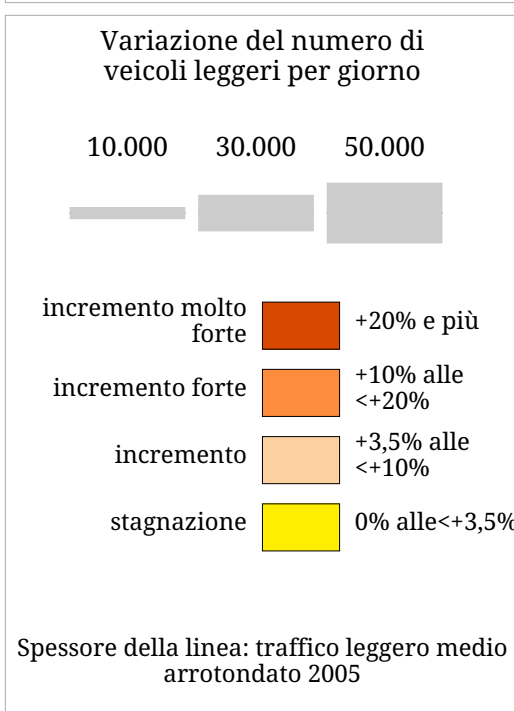 Variazione del numero di
veicoli leggeri per giorno
10.000 30.000 50.000
incremento molto
forte
+20% e più
incremento forte
+10% alle
<+20%
incremento
+3,5% alle
<+10%
stagnazione
0% alle<+3,5%
Spessore della linea: traffico leggero medio
arrotondato 2005